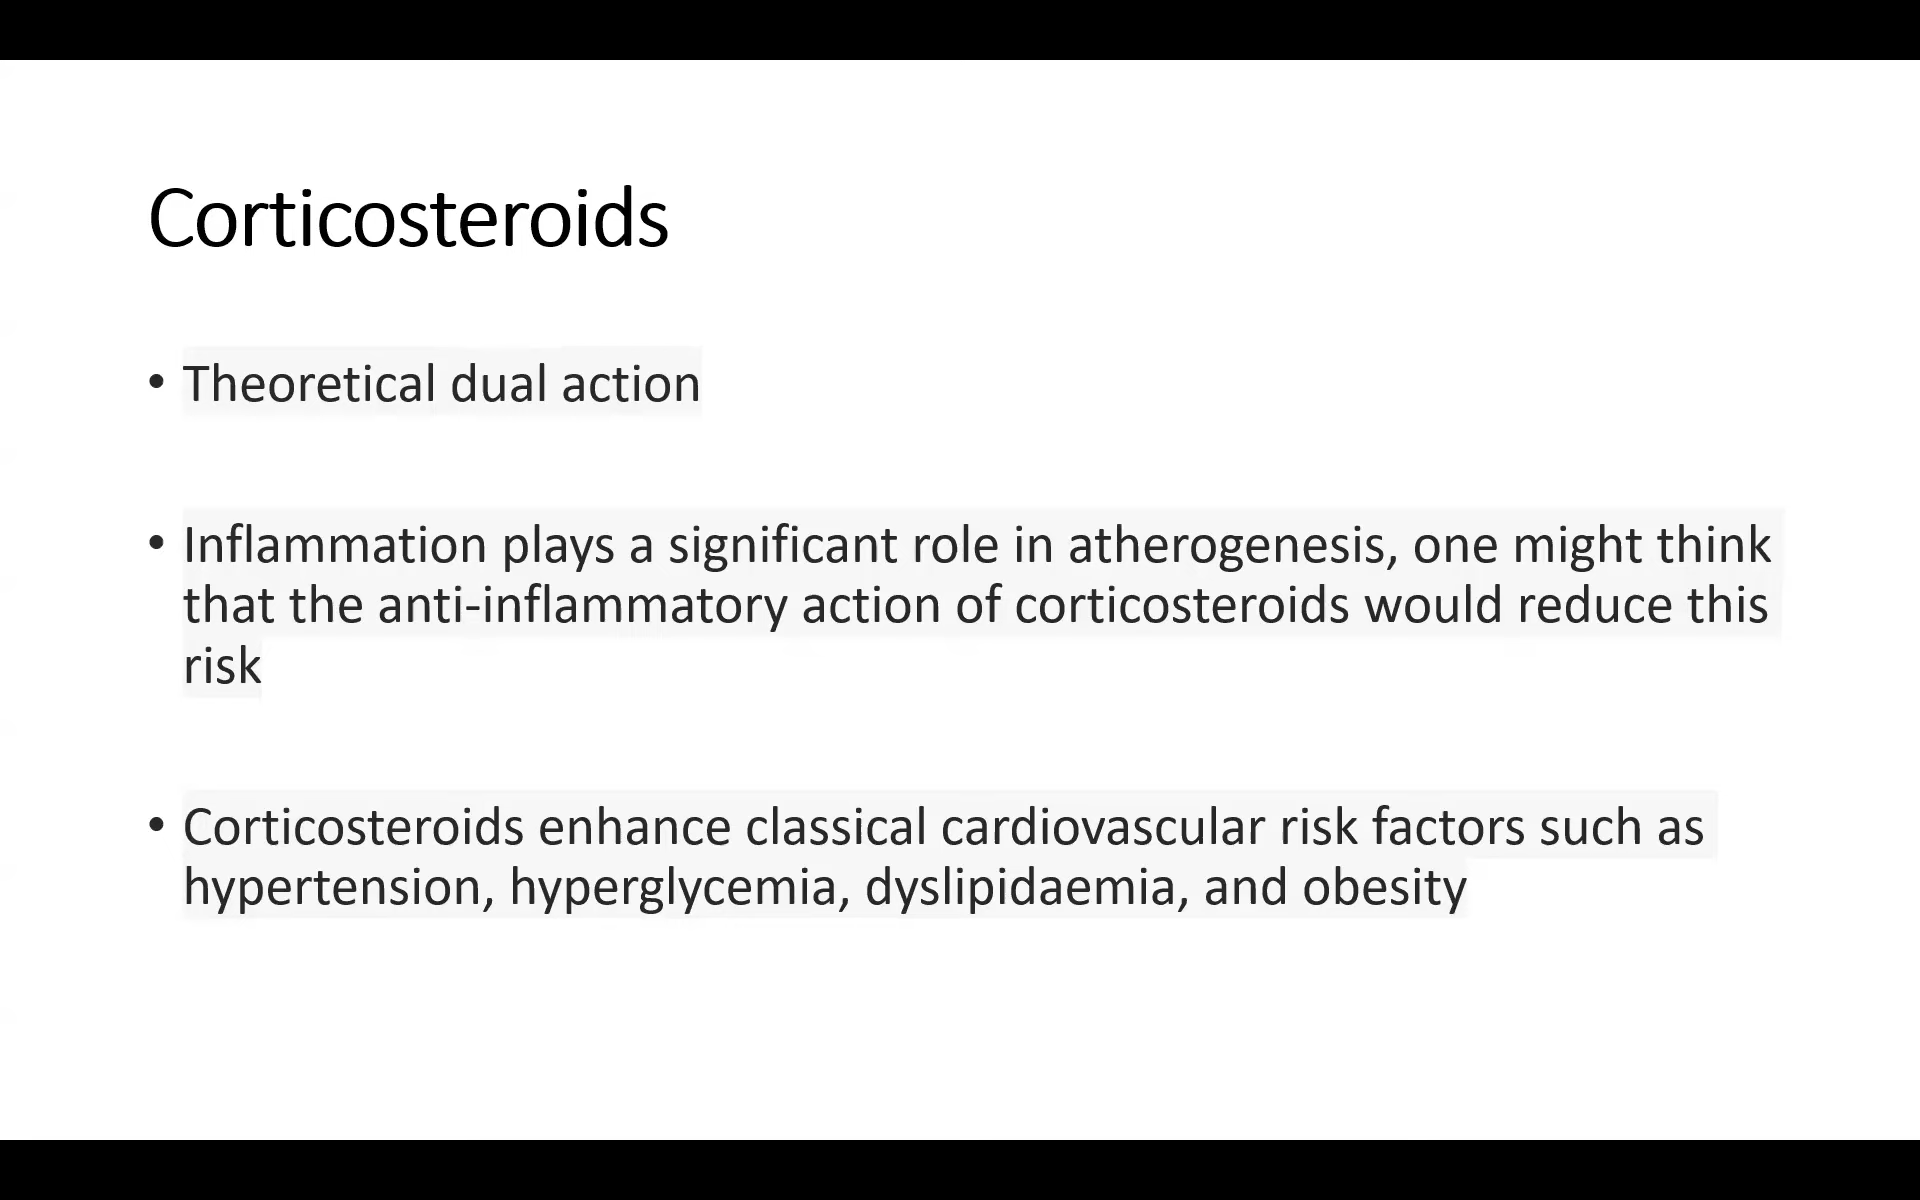 Corticosteroids
• Theoretical dual action
• Inflammation plays a significant role in atherogenesis, one might think
that the anti-inflammatory action of corticosteroids would reduce this
risk
• Corticosteroids enhance classical cardiovascular risk factors such as
hypertension, hyperglycemia, dyslipidaemia, and obesity